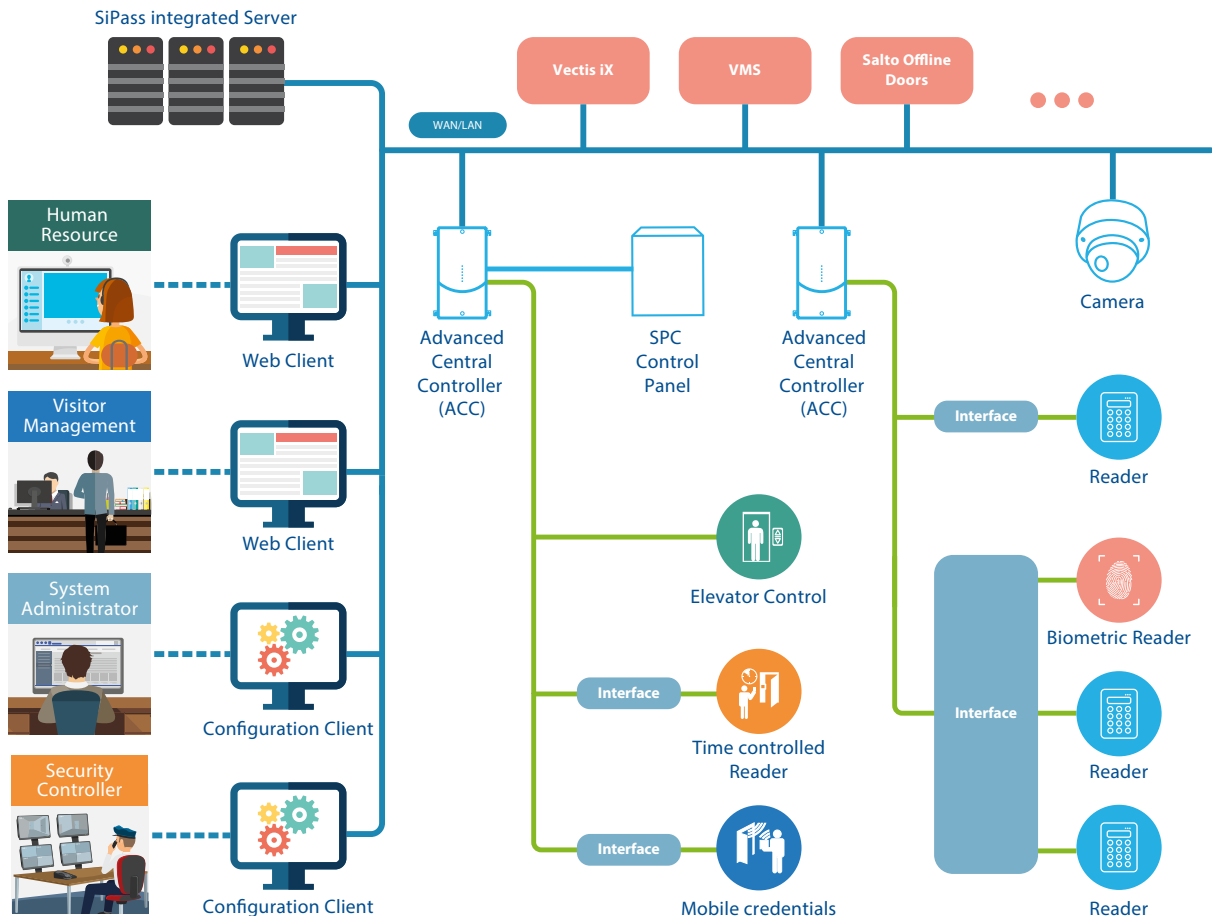 SiPass integrated Server
Vectis iX
VMS
Salto Offline
Doors
WAN/LAN
Human
Resource
Web Client
Advanced
Central
Controller
(ACC)
SPC
Control
Panel
Advanced
Central
Controller
(ACC)
Camera
Visitor
Management
Web Client
Interface
Reader
Elevator Control
System
Administrator
Configuration Client
Interface
Time controlled
Reader
Interface
Biometric Reader
Reader
Security
Controller
Configuration Client
Interface
Mobile credentials
Reader